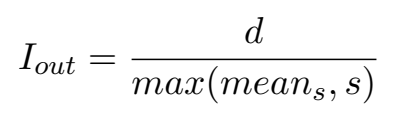 I_{out} = \frac{d}{max(mean_s, s)}